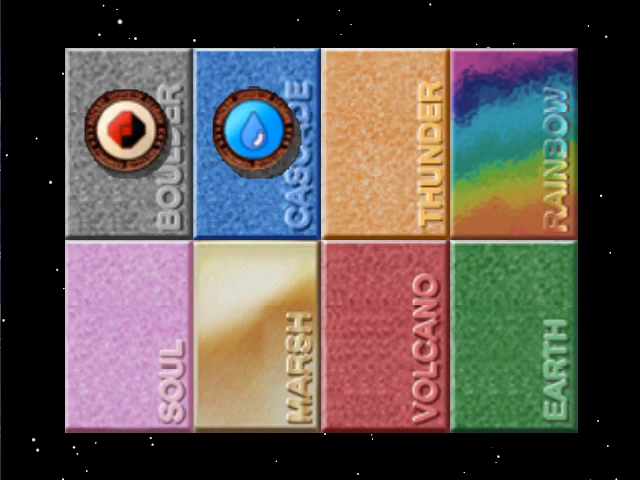 BOULDER
CASCADE
THUNDER
RAINBOW
SOUL
MARSH
VOLCANO
EARTH